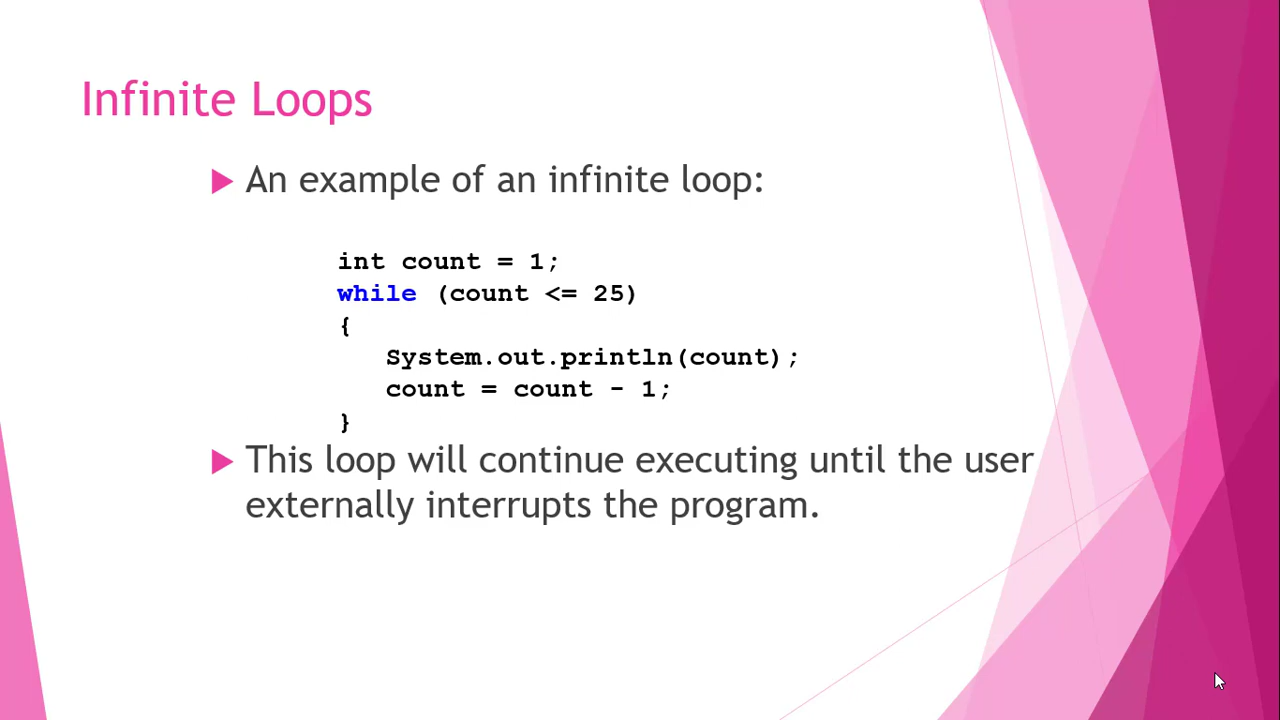 Infinite Loops
An example of an infinite loop:
int count = 1;
while (count <= 25)
{
   System.out.println(count);
   count = count - 1;
}
This loop will continue executing until the user
externally interrupts the program.